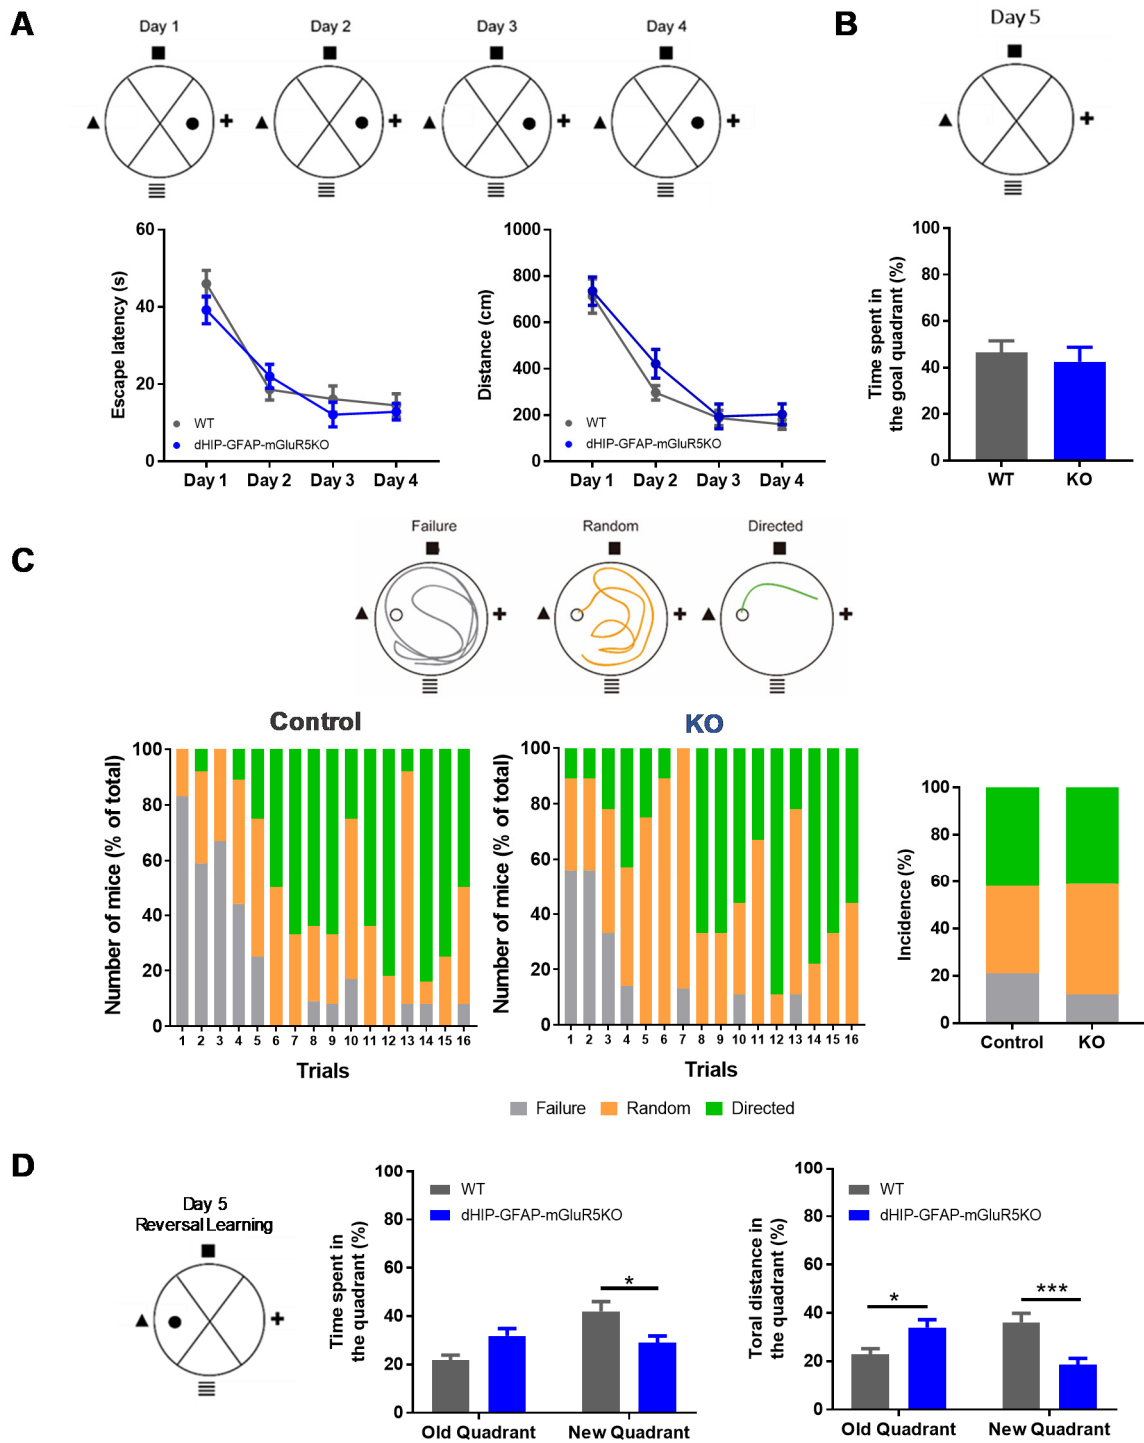 A
Day 1
Day 2
Day 3
Day 4
B
Day 5
60
40
20
0
Escape latency (s)
WT
dHIP-GFAP-mGluR5KO
Day 1 Day 2 Day 3 Day 4
1000
800
600
400
200
0
Distance (cm)
WT
dHIP-GFAP-mGluR5KO
Day 1 Day 2 Day 3 Day 4
100
80
60
40
20
0
Time spent in
the goal quadrant (%)
WT KO
C
Failure
Random
Directed
Control
100
80
60
40
20
0
Number of mice (% of total)
1 2 3 4 5 6 7 8 9 10 11 12 13 14 15 16
Trials
KO
100
80
60
40
20
0
Number of mice (% of total)
1 2 3 4 5 6 7 8 9 10 11 12 13 14 15 16
Trials
100
80
60
40
20
0
Incidence (%)
Control KO
Failure Random Directed
D
Day 5
Reversal Learning
100
80
60
40
20
0
Time spent in
the quadrant (%)
WT
dHIP-GFAP-mGluR5KO
*
Old Quadrant New Quadrant
100
80
60
40
20
0
Toral distance in
the quadrant (%)
WT
dHIP-GFAP-mGluR5KO
*
***
Old Quadrant New Quadrant